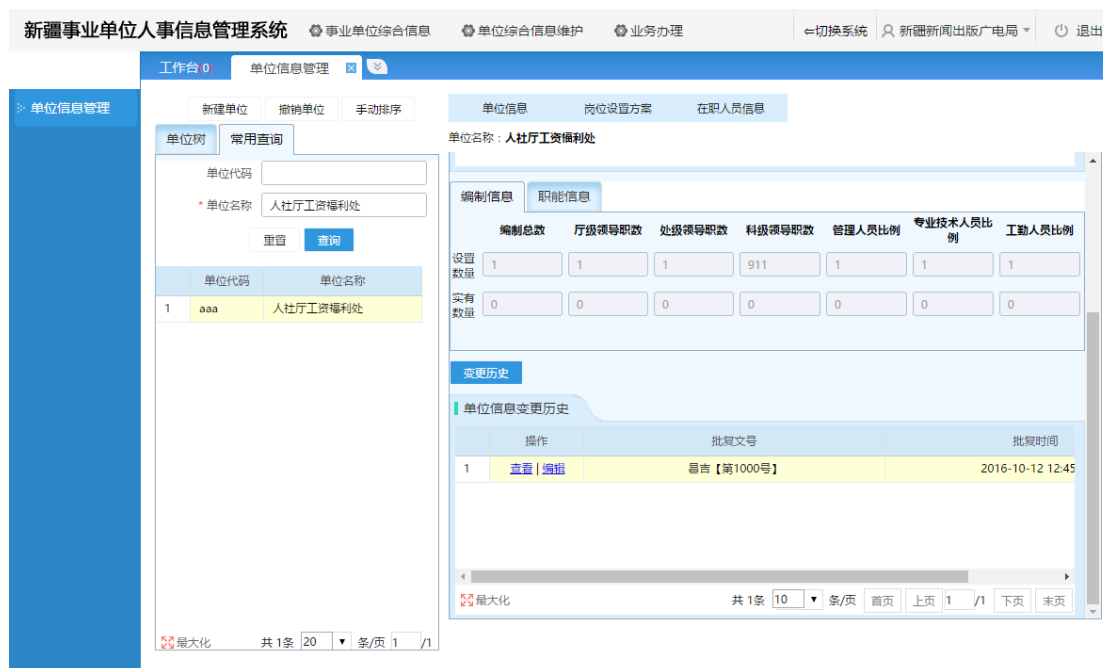 新疆事业单位人事信息管理系统 事业单位综合信息 单位综合信息维护 业务办理 ⇐切换系统 新疆新闻出版广电局 退出
工作台(0) 单位信息管理
单位信息管理
新建单位 撤销单位 手动排序
单位树 常用查询
单位代码
* 单位名称 人社厅工资福利处
重置 查询
单位代码 单位名称
1 aaa 人社厅工资福利处
最大化 共 1条 20 条/页 1 /1
单位信息 岗位设置方案 在职人员信息
单位名称：人社厅工资福利处
编制信息 职能信息
编制总数 厅级领导职数 处级领导职数 科级领导职数 管理人员比例 专业技术人员比例 工勤人员比例
设置数量 1 1 1 911 1 1 1
实有数量 0 0 0 0 0 0 0
变更历史
单位信息变更历史
操作 批复文号 批复时间
1 查看 | 编辑 昌吉【第1000号】 2016-10-12 12:45
最大化 共 1条 10 条/页 首页 上页 1 /1 下页 末页